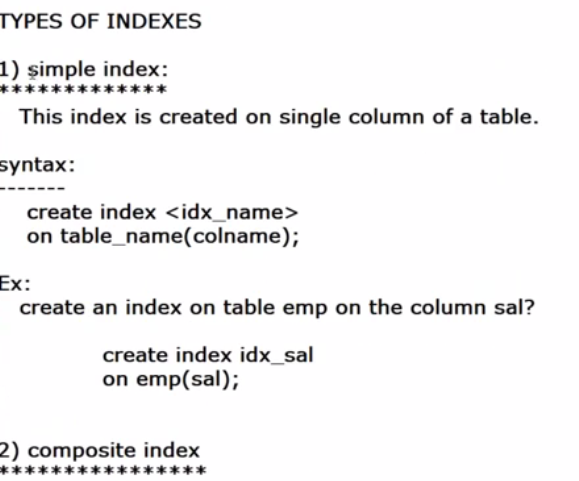 TYPES OF INDEXES
1) simple index:
*************
This index is created on single column of a table.
syntax:
-------
create index <idx_name>
on table_name(colname);
Ex:
create an index on table emp on the column sal?
create index idx_sal
on emp(sal);
2) composite index
****************